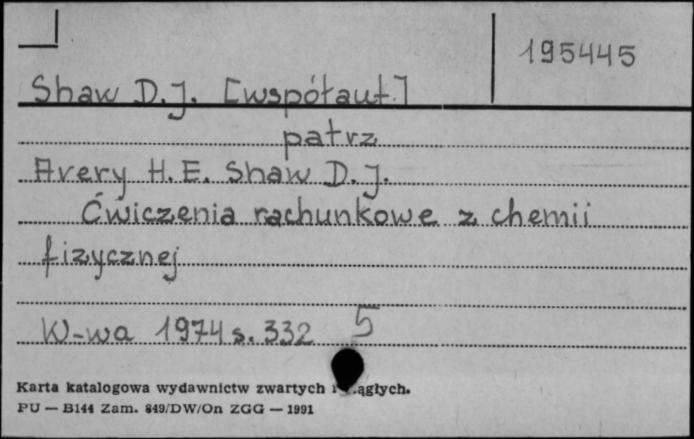 195445
Shaw D.J. [współaut.]
patrz
Avery H.E. Shaw D.J.
Ćwiczenia rachunkowe z chemii
fizycznej
W-wa 1974 s. 332 5
Karta katalogowa wydawnictw zwartych
PU — B144 Zam. 849/DW/On ZGG — 1991